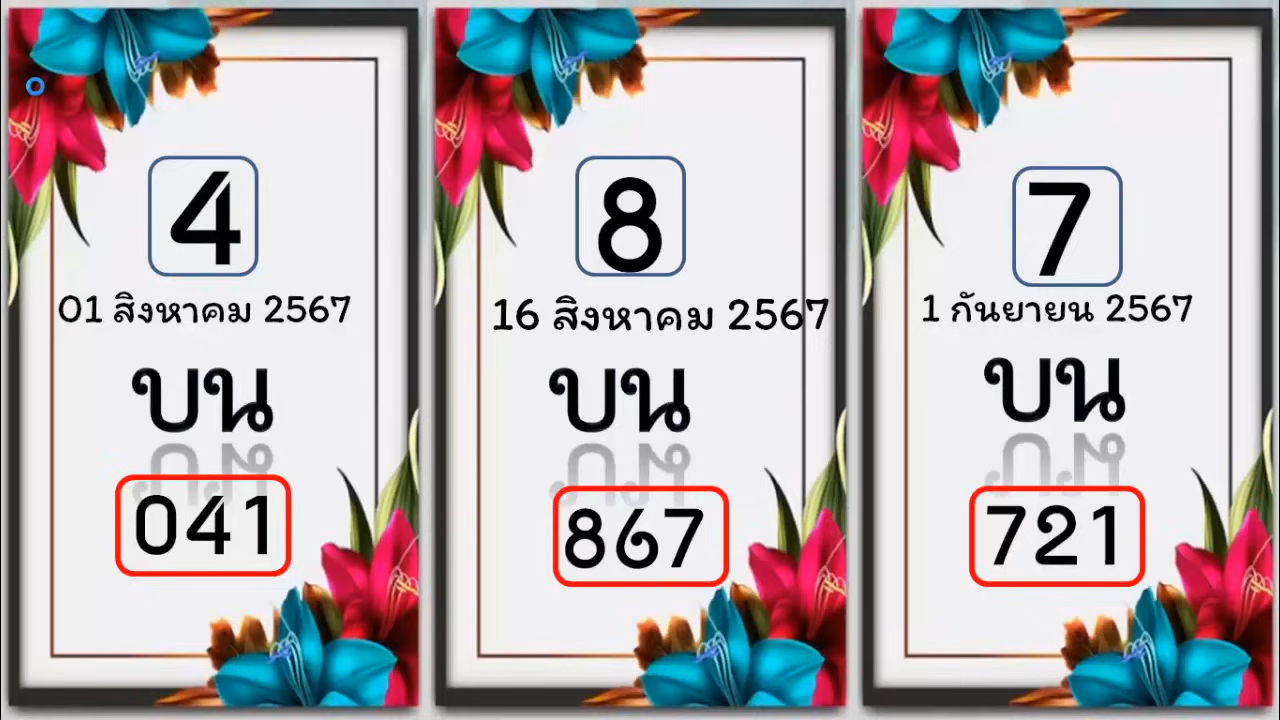 4
01 สิงหาคม 2567
บน
041
8
16 สิงหาคม 2567
บน
867
7
1 กันยายน 2567
บน
721